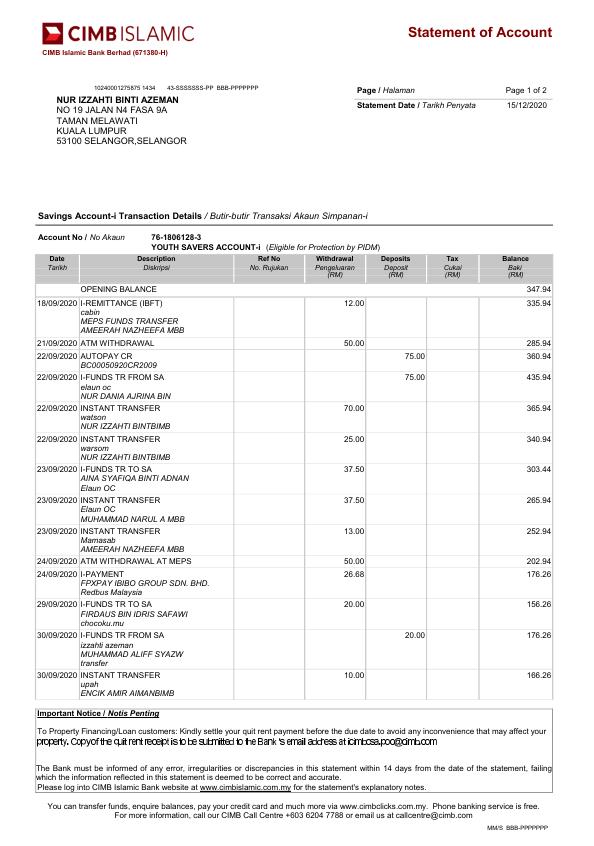 CIMB ISLAMIC
Statement of Account
CIMB Islamic Bank Berhad (671380-H)
10240001275875 1434 43-SSSSSSS-PP BBB-PPPPPPP
NUR IZZAHTI BINTI AZEMAN
NO 19 JALAN N4 FASA 9A
TAMAN MELAWATI
KUALA LUMPUR
53100 SELANGOR,SELANGOR
Page / Halaman Page 1 of 2
Statement Date / Tarikh Penyata 15/12/2020
Savings Account-i Transaction Details / Butir-butir Transaksi Akaun Simpanan-i
Account No / No Akaun 76-1806128-3
YOUTH SAVERS ACCOUNT-i (Eligible for Protection by PIDM)
Date Description Ref No Withdrawal Deposits Tax Balance
Tarikh Diskripsi No. Rujukan Pengeluaran Deposit Cukai Baki
(RM) (RM) (RM) (RM)
OPENING BALANCE 347.94
18/09/2020 I-REMITTANCE (IBFT) 12.00 335.94
cabin
MEPS FUNDS TRANSFER
AMEERAH NAZHEEFA MBB
21/09/2020 ATM WITHDRAWAL 50.00 285.94
22/09/2020 AUTOPAY CR 75.00 360.94
BC00050920CR2009
22/09/2020 I-FUNDS TR FROM SA 75.00 435.94
elaun oc
NUR DANIA AJRINA BIN
22/09/2020 INSTANT TRANSFER 70.00 365.94
watson
NUR IZZAHTI BINTBIMB
22/09/2020 INSTANT TRANSFER 25.00 340.94
warsom
NUR IZZAHTI BINTBIMB
23/09/2020 I-FUNDS TR TO SA 37.50 303.44
AINA SYAFIQA BINTI ADNAN
Elaun OC
23/09/2020 INSTANT TRANSFER 37.50 265.94
Elaun OC
MUHAMMAD NARUL A MBB
23/09/2020 INSTANT TRANSFER 13.00 252.94
Mamasab
AMEERAH NAZHEEFA MBB
24/09/2020 ATM WITHDRAWAL AT MEPS 50.00 202.94
24/09/2020 I-PAYMENT 26.68 176.26
FPXPAY IBIBO GROUP SDN. BHD.
Redbus Malaysia
29/09/2020 I-FUNDS TR TO SA 20.00 156.26
FIRDAUS BIN IDRIS SAFAWI
chocoku.mu
30/09/2020 I-FUNDS TR FROM SA 20.00 176.26
izzahti azeman
MUHAMMAD ALIFF SYAZW
transfer
30/09/2020 INSTANT TRANSFER 10.00 166.26
upah
ENCIK AMIR AIMANBIMB
Important Notice / Notis Penting
To Property Financing/Loan customers: Kindly settle your quit rent payment before the due date to avoid any inconvenience that may affect your
property. Copy of the quit rent receipt is to be submitted to the Bank 's email address at icimbcsa.poo@cimb.com
The Bank must be informed of any error, irregularities or discrepancies in this statement within 14 days from the date of the statement, failing
which the information reflected in this statement is deemed to be correct and accurate.
Please log into CIMB Islamic Bank website at www.cimbislamic.com.my for the statement's explanatory notes.
You can transfer funds, enquire balances, pay your credit card and much more via www.cimbclicks.com.my. Phone banking service is free.
For more information, call our CIMB Call Centre +603 6204 7788 or email us at callcentre@cimb.com
MM/S BBB-PPPPPPP